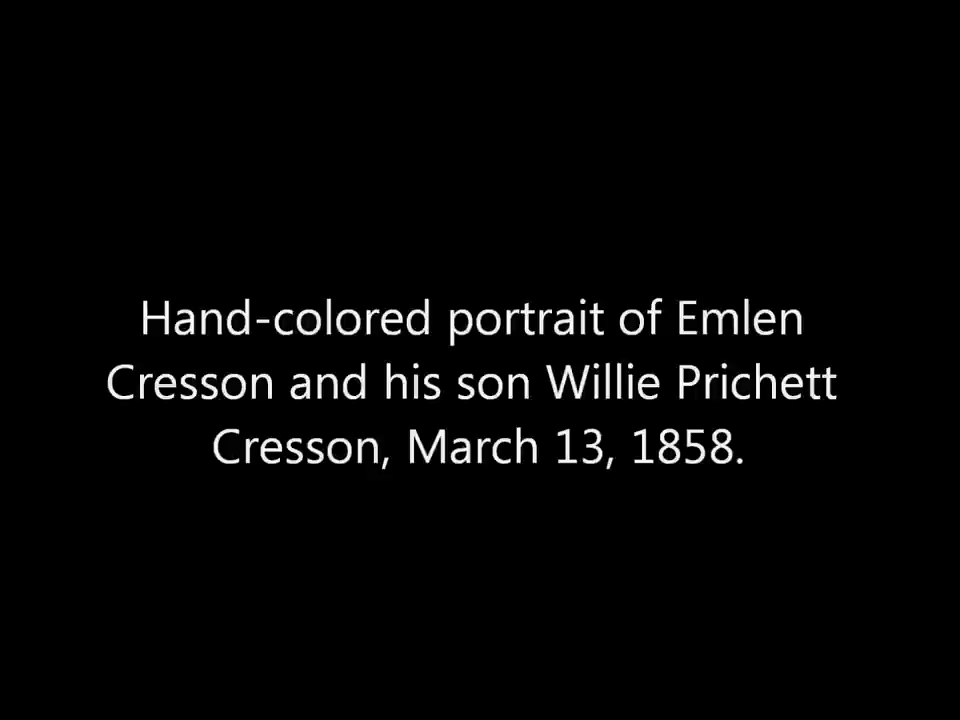 Hand-colored portrait of Emlen
Cresson and his son Willie Prichett
Cresson, March 13, 1858.